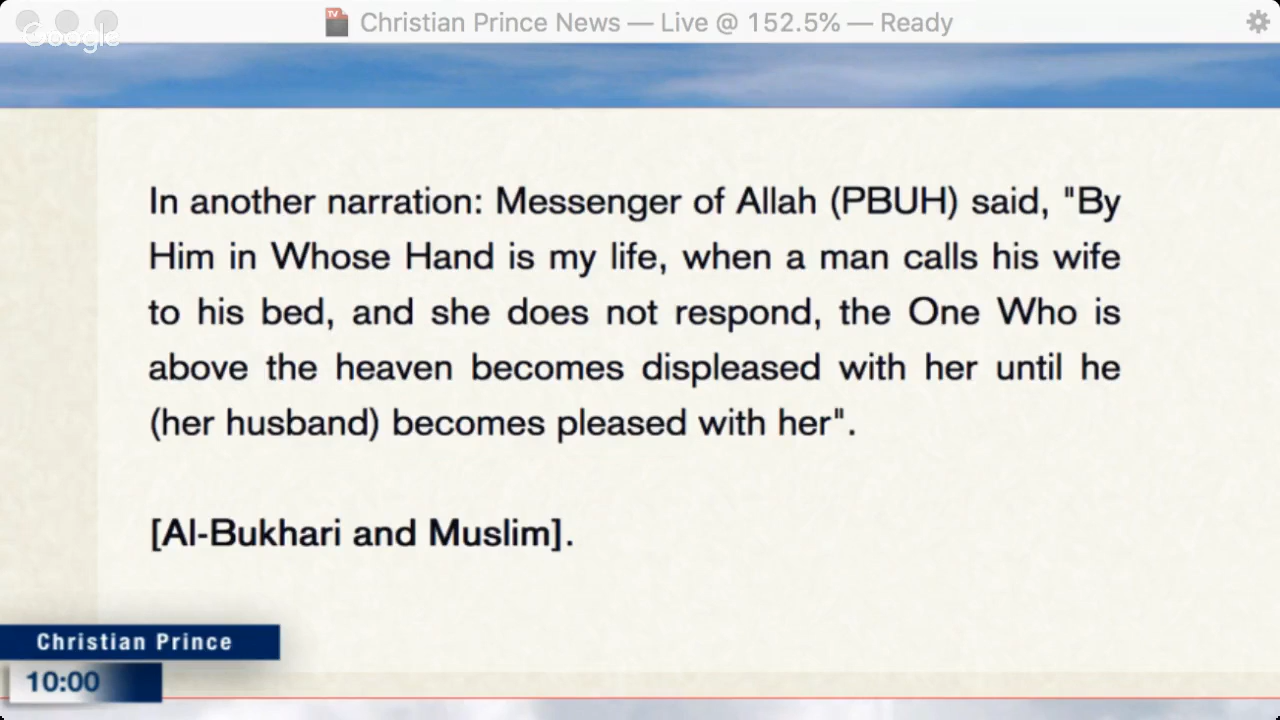 Christian Prince News — Live @ 152.5% — Ready
Google
In another narration: Messenger of Allah (PBUH) said, "By
Him in Whose Hand is my life, when a man calls his wife
to his bed, and she does not respond, the One Who is
above the heaven becomes displeased with her until he
(her husband) becomes pleased with her".
[Al-Bukhari and Muslim].
Christian Prince
10:00